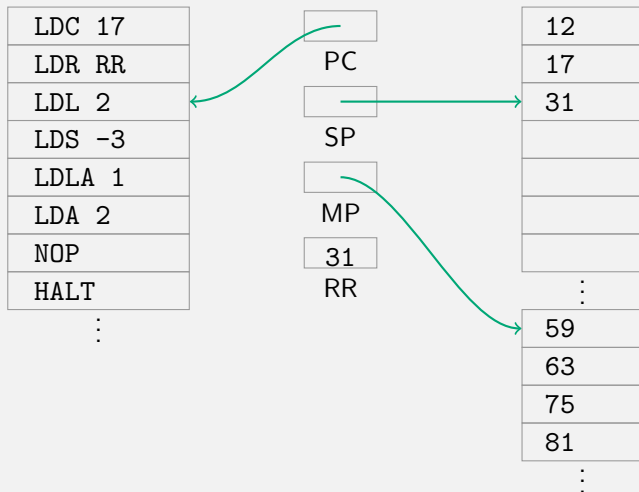 LDC 17
LDR RR
LDL 2
LDS -3
LDLA 1
LDA 2
NOP
HALT
⋮
PC
SP
MP
31
RR
12
17
31
⋮
59
63
75
81
⋮